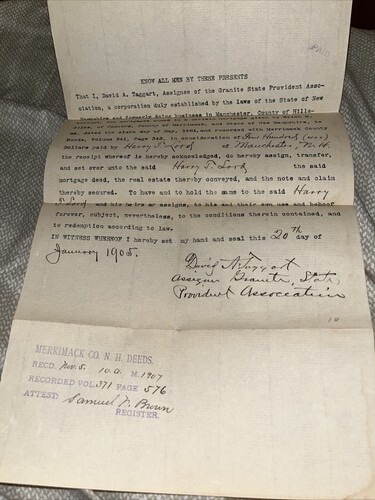 KNOW ALL MEN BY THESE PRESENTS
That I, David A. Taggart, Assignee of the Granite State Provident Asso-
ciation, a corporation duly established by the laws of the State of New
Hampshire and formerly doing business in Manchester, County of Hills-
dated the sixth day of May, 1891, and recorded with Merrimack County
Deeds, Volume Page in consideration of Four Hundred (400)
Dollars paid by Harry T. Lord of Manchester, N.H.
the receipt whereof is hereby acknowledged, do hereby assign, transfer,
and set over unto the said Harry T. Lord the said
mortgage deed, the real estate thereby conveyed, and the note and claim
thereby secured. To have and to hold the same to the said Harry
T. Lord and his heirs or assigns, to his and their own use and behoof
forever, subject, nevertheless, to the conditions therein contained, and
to redemption according to law.
IN WITNESS WHEREOF I hereby set my hand and seal this 20th day of
January 1905.
David A Taggart
Assignee Granite State
Provident Association
MERRIMACK CO. N. H. DEEDS.
RECD. Nov. 5. 10. A. M. 1907
RECORDED VOL. 371 PAGE 576
ATTEST: Samuel N. Brown
REGISTER.